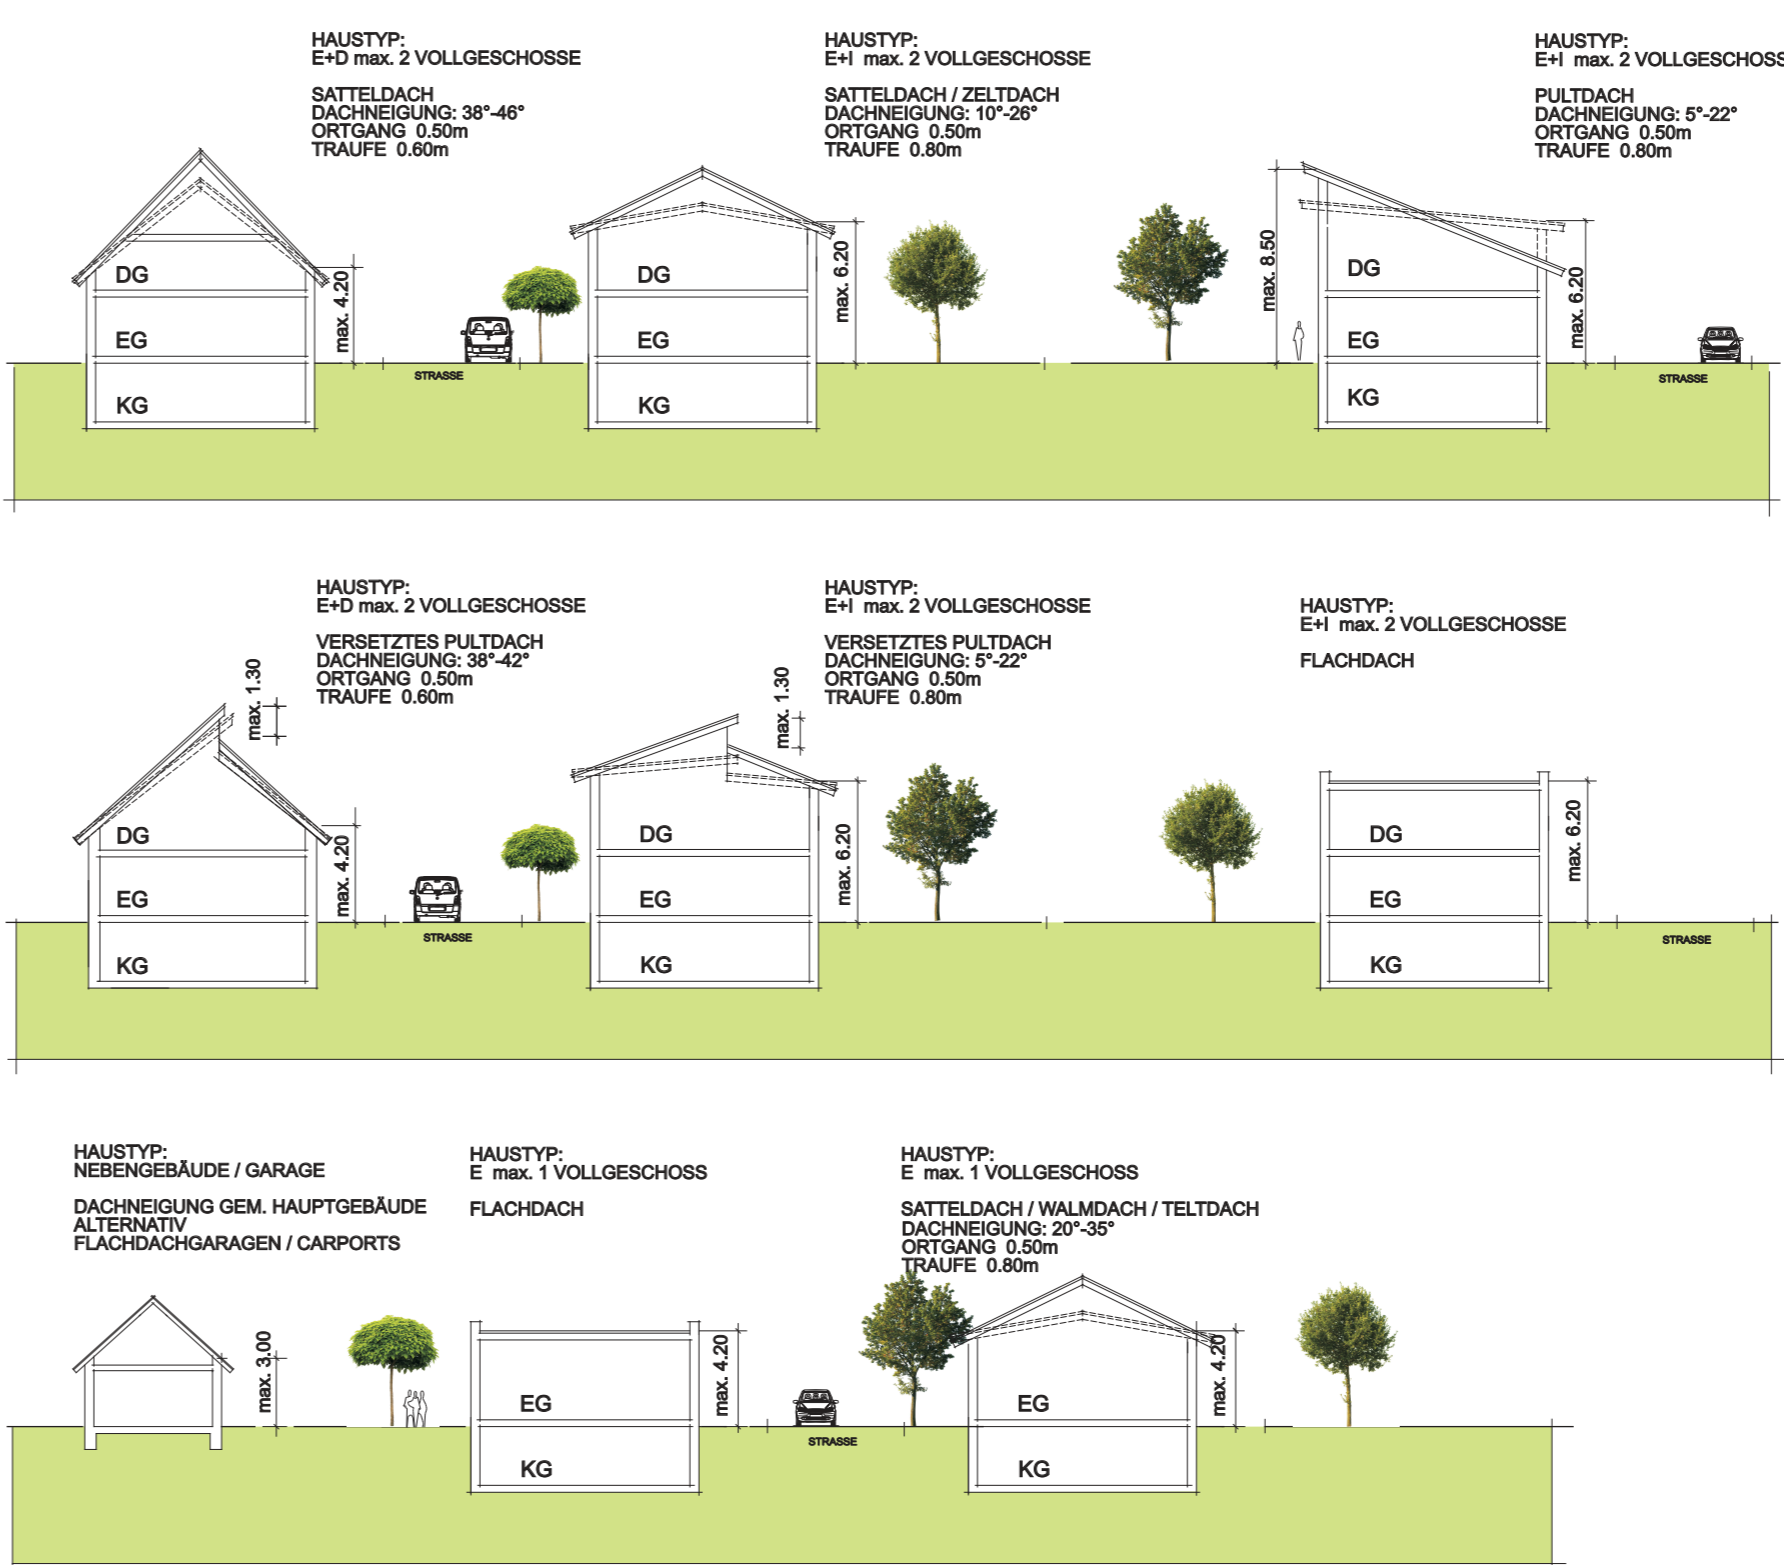 HAUSTYP:
E+D max. 2 VOLLGESCHOSSE
SATTELDACH
DACHNEIGUNG: 38°-46°
ORTGANG 0.50m
TRAUFE 0.60m
HAUSTYP:
E+I max. 2 VOLLGESCHOSSE
SATTELDACH / ZELTDACH
DACHNEIGUNG: 10°-26°
ORTGANG 0.50m
TRAUFE 0.80m
HAUSTYP:
E+I max. 2 VOLLGESCHOSS
PULTDACH
DACHNEIGUNG: 5°-22°
ORTGANG 0.50m
TRAUFE 0.80m
DG
EG
KG
max. 4.20
STRASSE
DG
EG
KG
max. 6.20
max. 8.50
DG
EG
KG
max. 6.20
STRASSE
HAUSTYP:
E+D max. 2 VOLLGESCHOSSE
VERSETZTES PULTDACH
DACHNEIGUNG: 38°-42°
ORTGANG 0.50m
TRAUFE 0.60m
HAUSTYP:
E+I max. 2 VOLLGESCHOSSE
VERSETZTES PULTDACH
DACHNEIGUNG: 5°-22°
ORTGANG 0.50m
TRAUFE 0.80m
HAUSTYP:
E+I max. 2 VOLLGESCHOSSE
FLACHDACH
max. 1.30
DG
EG
KG
max. 4.20
STRASSE
max. 1.30
DG
EG
KG
max. 6.20
DG
EG
KG
max. 6.20
STRASSE
HAUSTYP:
NEBENGEBÄUDE / GARAGE
DACHNEIGUNG GEM. HAUPTGEBÄUDE
ALTERNATIV
FLACHDACHGARAGEN / CARPORTS
HAUSTYP:
E max. 1 VOLLGESCHOSS
FLACHDACH
HAUSTYP:
E max. 1 VOLLGESCHOSS
SATTELDACH / WALMDACH / TELTDACH
DACHNEIGUNG: 20°-35°
ORTGANG 0.50m
TRAUFE 0.80m
max. 3.00
EG
KG
max. 4.20
STRASSE
EG
KG
max. 4.20